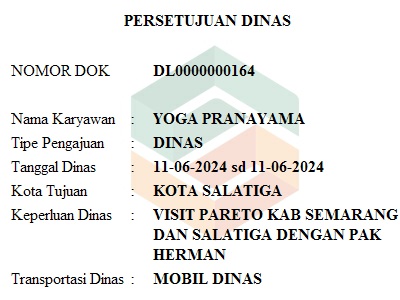 PERSETUJUAN DINAS
NOMOR DOK DL0000000164
Nama Karyawan : YOGA PRANAYAMA
Tipe Pengajuan : DINAS
Tanggal Dinas : 11-06-2024 sd 11-06-2024
Kota Tujuan : KOTA SALATIGA
Keperluan Dinas : VISIT PARETO KAB SEMARANG
DAN SALATIGA DENGAN PAK
HERMAN
Transportasi Dinas : MOBIL DINAS